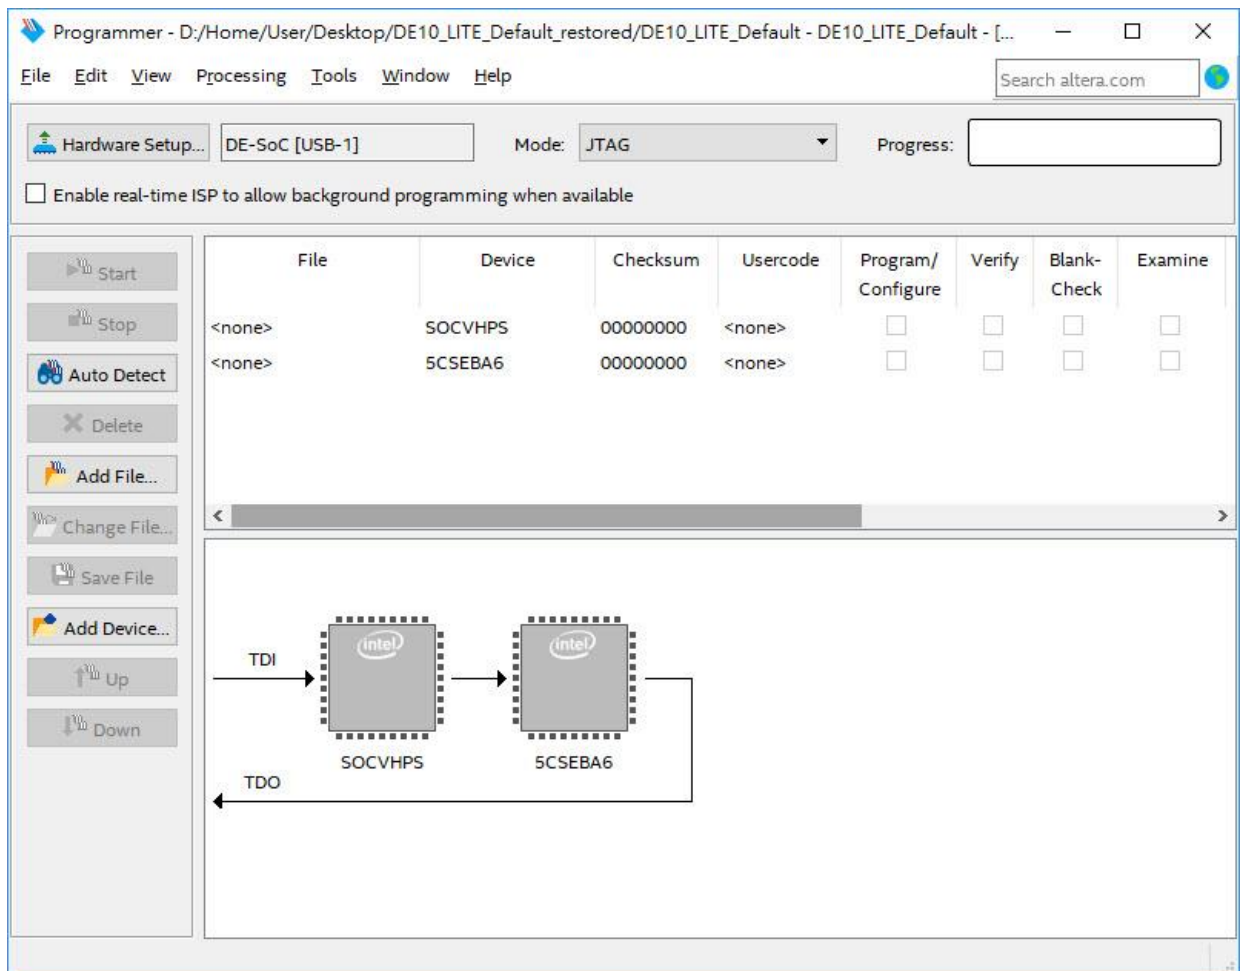 Programmer - D:/Home/User/Desktop/DE10_LITE_Default_restored/DE10_LITE_Default - DE10_LITE_Default - [...
File Edit View Processing Tools Window Help
Search altera.com
Hardware Setup... DE-SoC [USB-1] Mode: JTAG Progress:
Enable real-time ISP to allow background programming when available
Start
Stop
Auto Detect
Delete
Add File...
Change File...
Save File
Add Device...
Up
Down
File Device Checksum Usercode Program/ Verify Blank- Examine
Configure Check
<none> SOCVHPS 00000000 <none>
<none> 5CSEBA6 00000000 <none>
intel intel
TDI
SOCVHPS 5CSEBA6
TDO